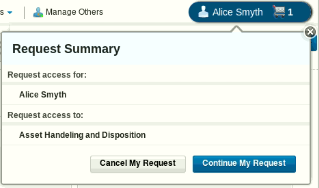 s Manage Others Alice Smyth 1
Request Summary
Request access for:
Alice Smyth
Request access to:
Asset Handeling and Disposition
Cancel My Request Continue My Request